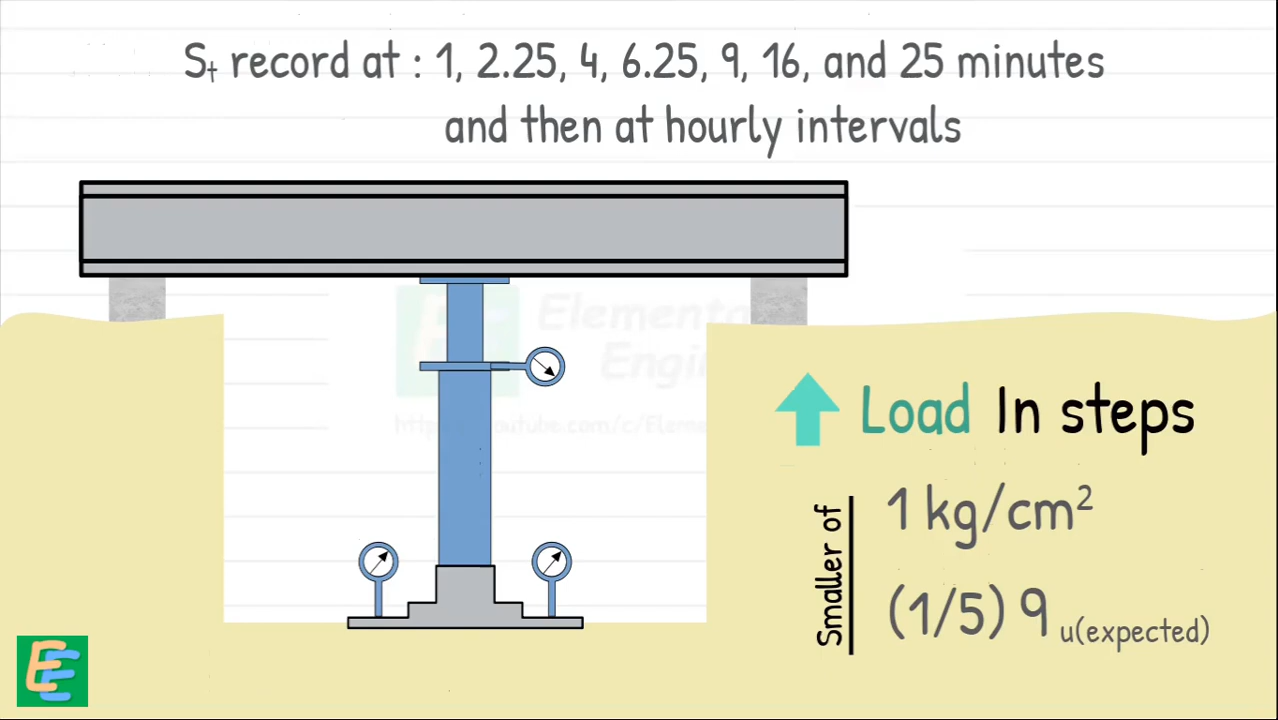 St record at : 1, 2.25, 4, 6.25, 9, 16, and 25 minutes
and then at hourly intervals
Load In steps
Smaller of
1 kg/cm²
(1/5) q u(expected)
EE